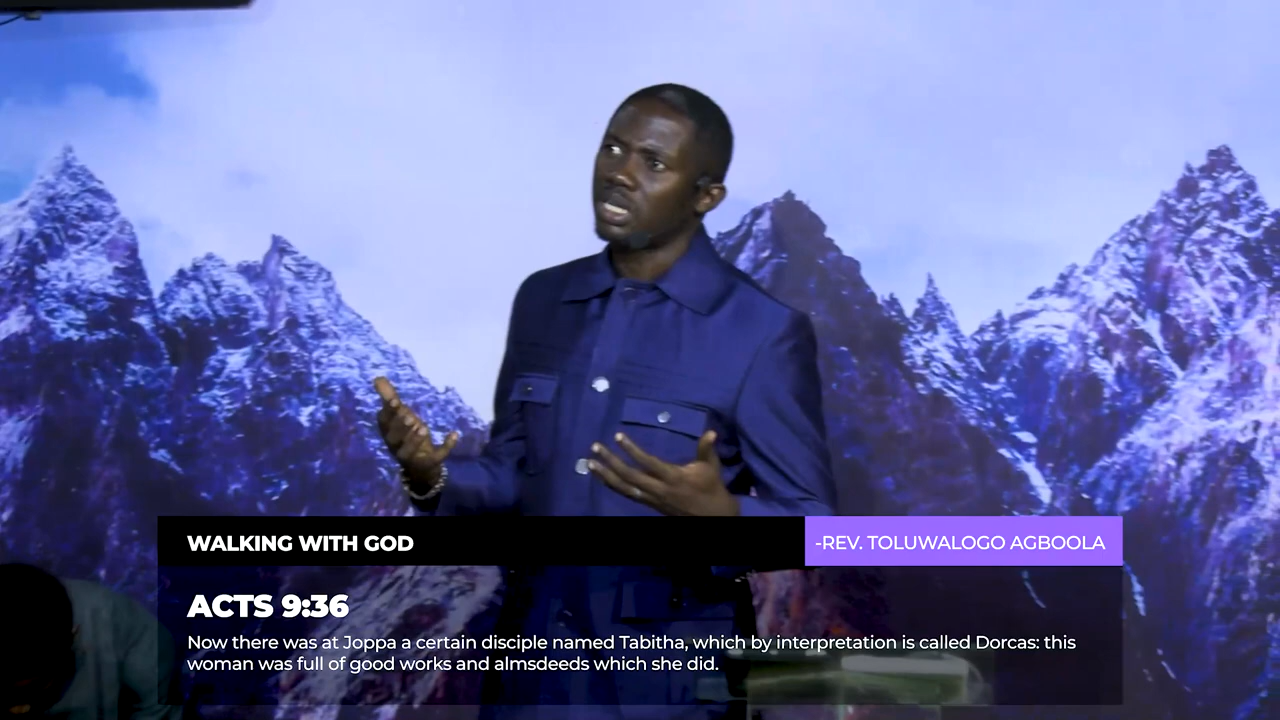 WALKING WITH GOD
-REV. TOLUWALOGO AGBOOLA
ACTS 9:36
Now there was at Joppa a certain disciple named Tabitha, which by interpretation is called Dorcas: this
woman was full of good works and almsdeeds which she did.